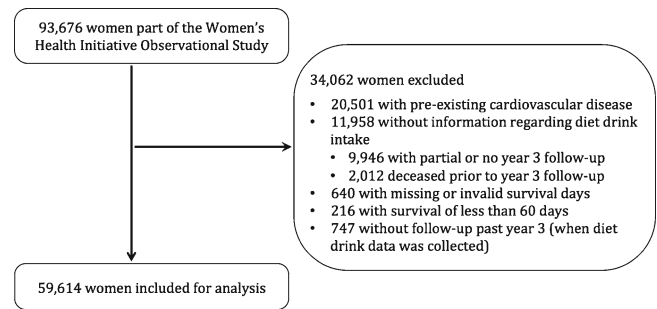 93,676 women part of the Women's
Health Initiative Observational Study
34,062 women excluded
• 20,501 with pre-existing cardiovascular disease
• 11,958 without information regarding diet drink
intake
• 9,946 with partial or no year 3 follow-up
• 2,012 deceased prior to year 3 follow-up
• 640 with missing or invalid survival days
• 216 with survival of less than 60 days
• 747 without follow-up past year 3 (when diet
drink data was collected)
59,614 women included for analysis